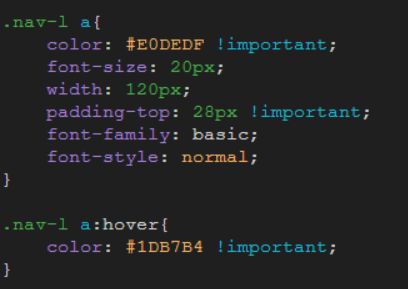 .nav-l a{
    color: #E0DEDF !important;
    font-size: 20px;
    width: 120px;
    padding-top: 28px !important;
    font-family: basic;
    font-style: normal;
}
.nav-l a:hover{
    color: #1DB7B4 !important;
}